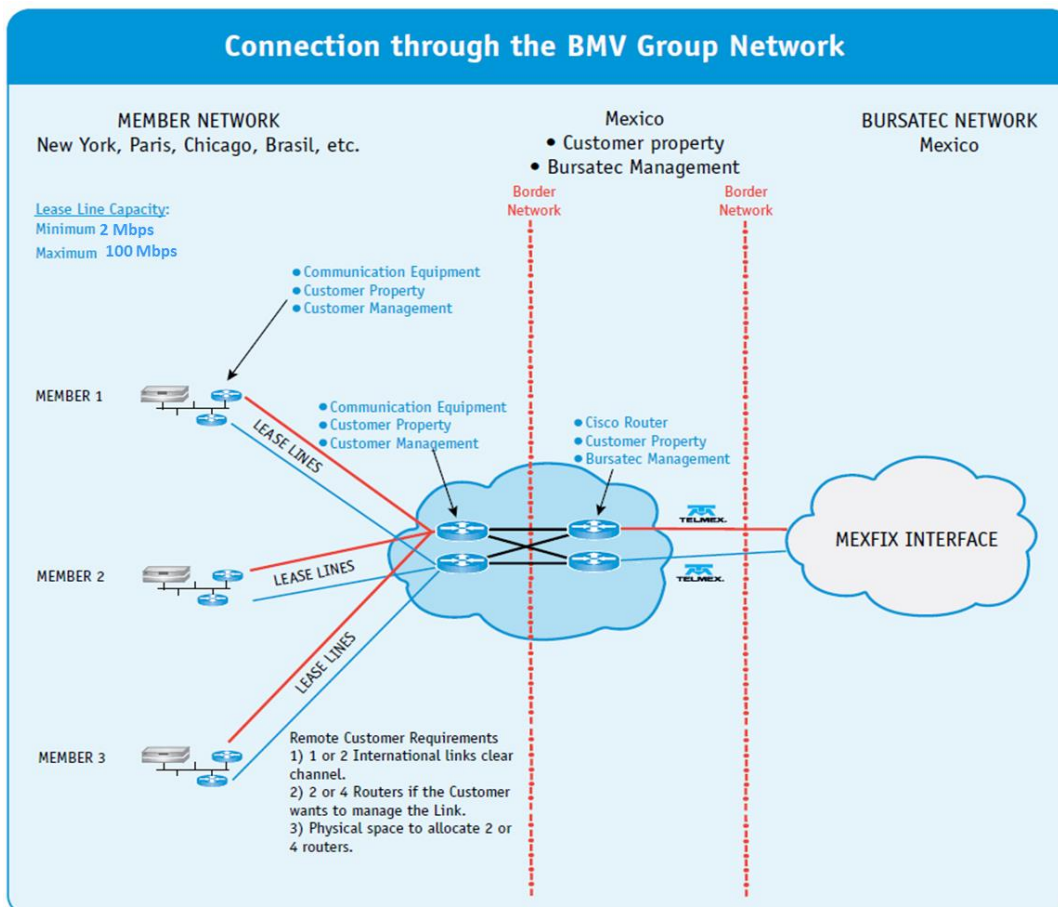 Connection through the BMV Group Network
MEMBER NETWORK
New York, Paris, Chicago, Brasil, etc.
Mexico
• Customer property
• Bursatec Management
BURSATEC NETWORK
Mexico
Border
Network
Border
Network
Lease Line Capacity:
Minimum 2 Mbps
Maximum 100 Mbps
• Communication Equipment
• Customer Property
• Customer Management
MEMBER 1
LEASE LINES
• Communication Equipment
• Customer Property
• Customer Management
• Cisco Router
• Customer Property
• Bursatec Management
TELMEX.
MEXFIX INTERFACE
MEMBER 2
LEASE LINES
TELMEX.
LEASE LINES
MEMBER 3
Remote Customer Requirements
1) 1 or 2 International links clear
channel.
2) 2 or 4 Routers if the Customer
wants to manage the Link.
3) Physical space to allocate 2 or
4 routers.